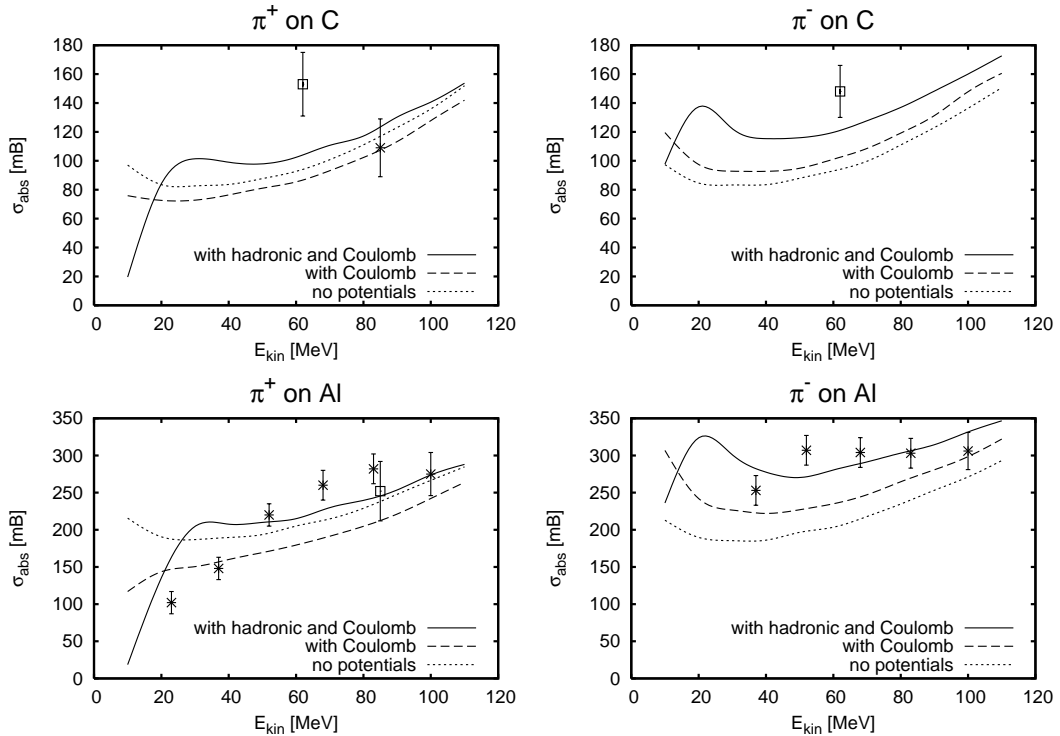 π+ on C
180
160
140
120
100
80
60
40
20
0
σabs [mB]
with hadronic and Coulomb
with Coulomb
no potentials
0 20 40 60 80 100 120
Ekin [MeV]
π- on C
180
160
140
120
100
80
60
40
20
0
σabs [mB]
with hadronic and Coulomb
with Coulomb
no potentials
0 20 40 60 80 100 120
Ekin [MeV]
π+ on Al
350
300
250
200
150
100
50
0
σabs [mB]
with hadronic and Coulomb
with Coulomb
no potentials
0 20 40 60 80 100 120
Ekin [MeV]
π- on Al
350
300
250
200
150
100
50
0
σabs [mB]
with hadronic and Coulomb
with Coulomb
no potentials
0 20 40 60 80 100 120
Ekin [MeV]